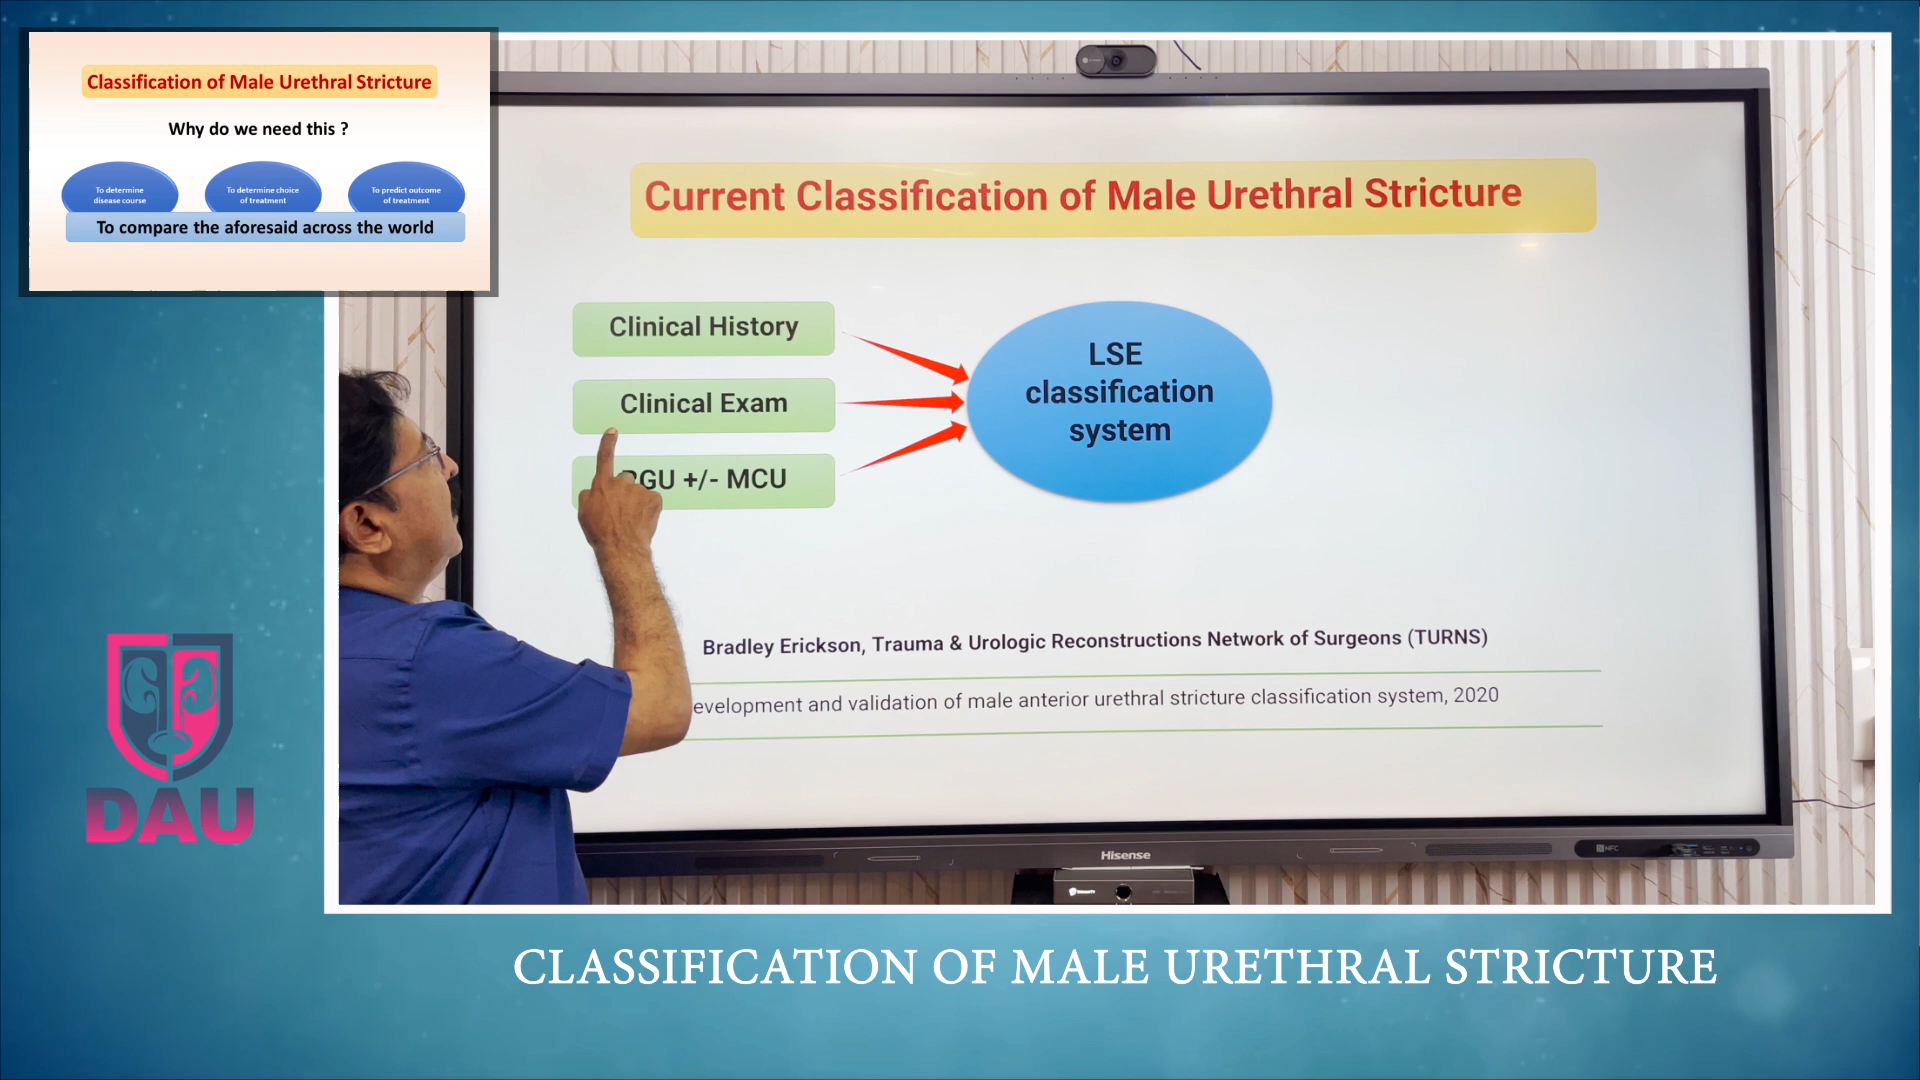 Classification of Male Urethral Stricture
Why do we need this ?
To determine
disease course
To determine choice
of treatment
To predict outcome
of treatment
To compare the aforesaid across the world
Current Classification of Male Urethral Stricture
Clinical History
Clinical Exam
GU +/- MCU
LSE
classification
system
Bradley Erickson, Trauma & Urologic Reconstructions Network of Surgeons (TURNS)
evelopment and validation of male anterior urethral stricture classification system, 2020
Hisense
NFC
DAU
CLASSIFICATION OF MALE URETHRAL STRICTURE